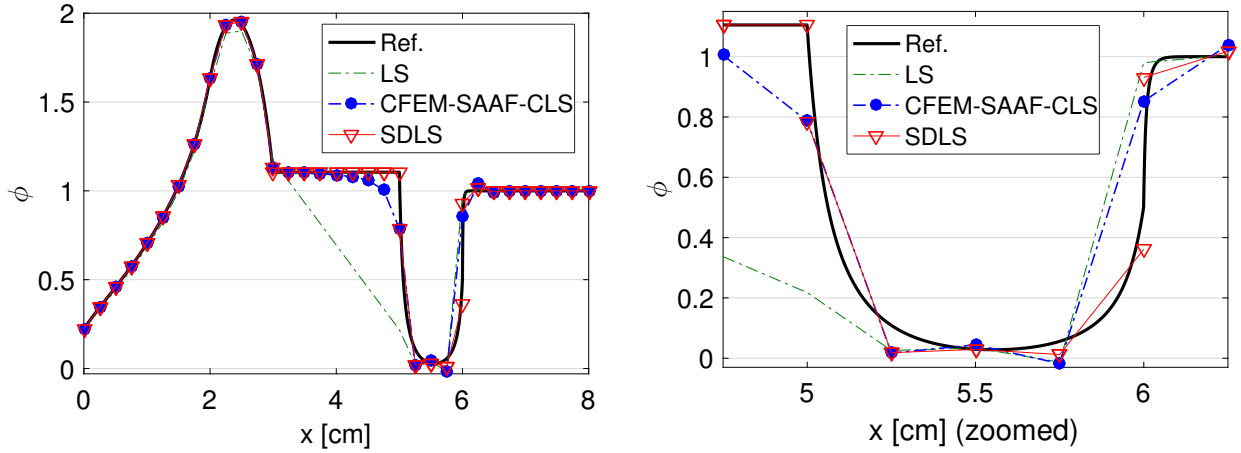 2
1.5
1
0.5
0
ϕ
0
2
4
6
8
x [cm]
Ref.
LS
CFEM-SAAF-CLS
SDLS
1
0.8
0.6
0.4
0.2
0
ϕ
5
5.5
6
x [cm] (zoomed)
Ref.
LS
CFEM-SAAF-CLS
SDLS